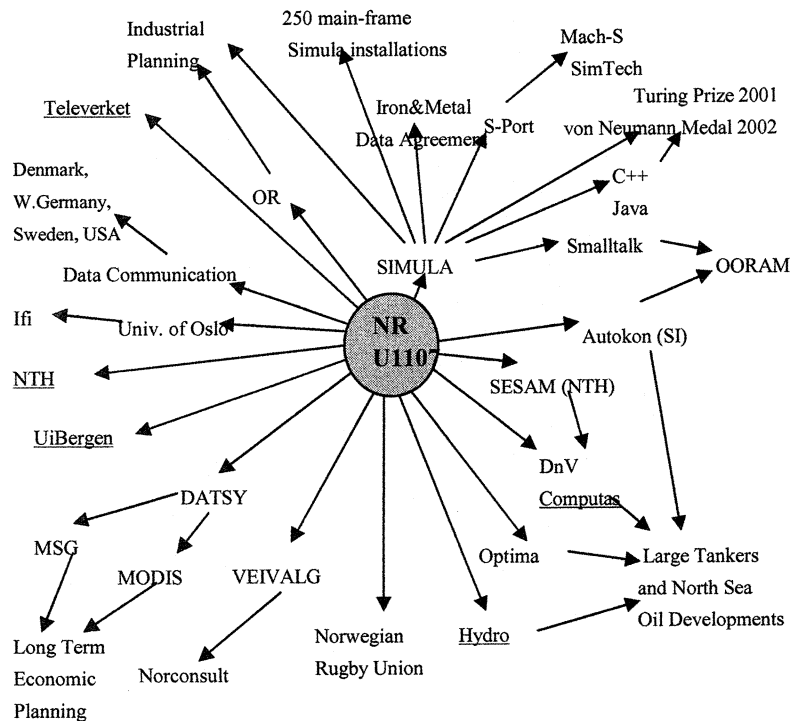 Industrial
Planning
250 main-frame
Simula installations
Mach-S
SimTech
Televerket
Iron&Metal
Data Agreement
S-Port
Turing Prize 2001
von Neumann Medal 2002
Denmark,
W.Germany,
Sweden, USA
OR
C++
Java
SIMULA
Smalltalk
OORAM
Data Communication
Ifi
Univ. of Oslo
NR
U1107
Autokon (SI)
NTH
SESAM (NTH)
UiBergen
DnV
Computas
DATSY
MSG
MODIS
VEIVALG
Optima
Large Tankers
and North Sea
Oil Developments
Long Term
Economic
Planning
Norconsult
Norwegian
Rugby Union
Hydro